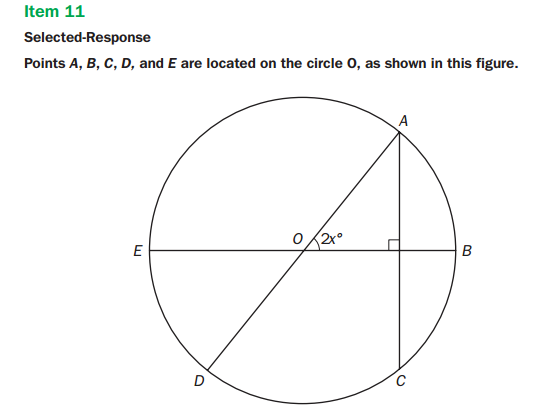 Item 11
Selected-Response
Points A, B, C, D, and E are located on the circle O, as shown in this figure.
A
O 2x°
E
B
D
C